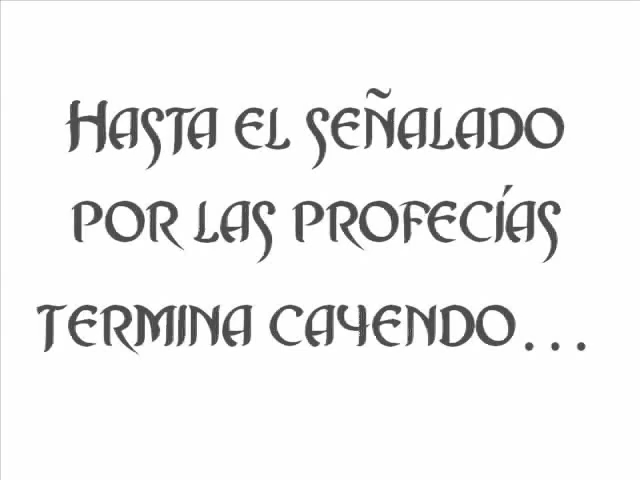 Hasta el señalado
por las profecías
termina cayendo...